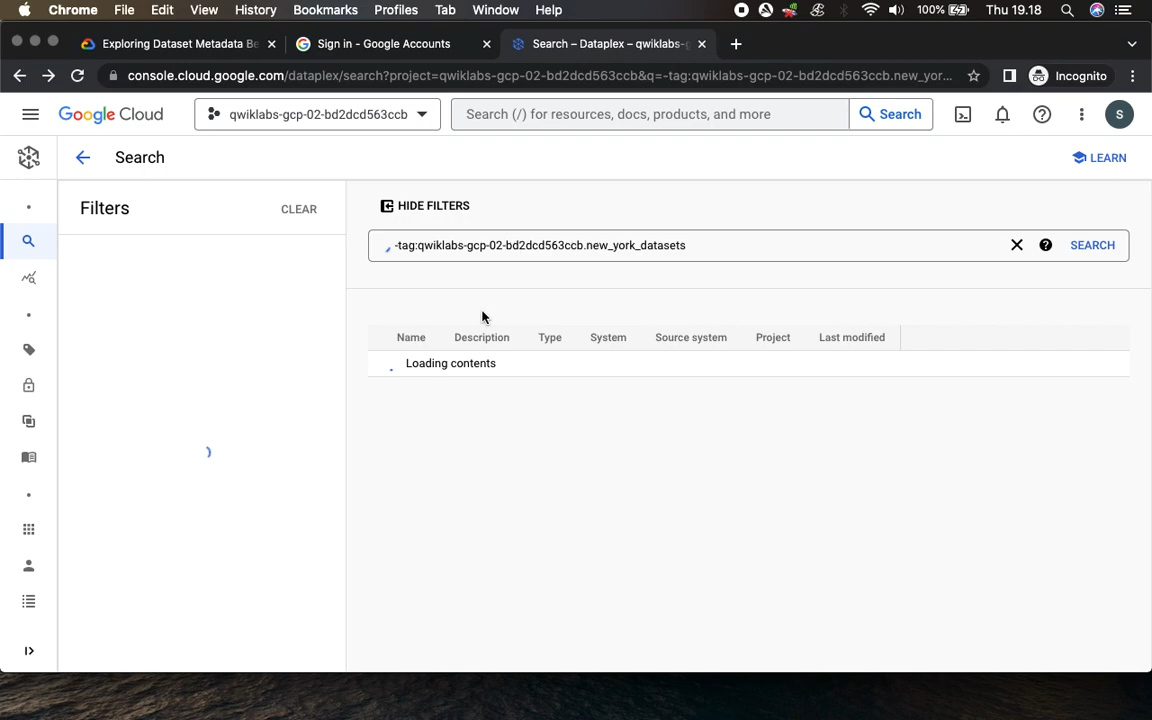 Chrome File Edit View History Bookmarks Profiles Tab Window Help 100% Thu 19.18
Exploring Dataset Metadata Be Sign in - Google Accounts Search – Dataplex – qwiklabs-
console.cloud.google.com/dataplex/search?project=qwiklabs-gcp-02-bd2dcd563ccb&q=-tag:qwiklabs-gcp-02-bd2dcd563ccb.new_yor... Incognito
Google Cloud qwiklabs-gcp-02-bd2dcd563ccb Search (/) for resources, docs, products, and more Search S
Search LEARN
Filters CLEAR
HIDE FILTERS
-tag:qwiklabs-gcp-02-bd2dcd563ccb.new_york_datasets SEARCH
Name Description Type System Source system Project Last modified
Loading contents